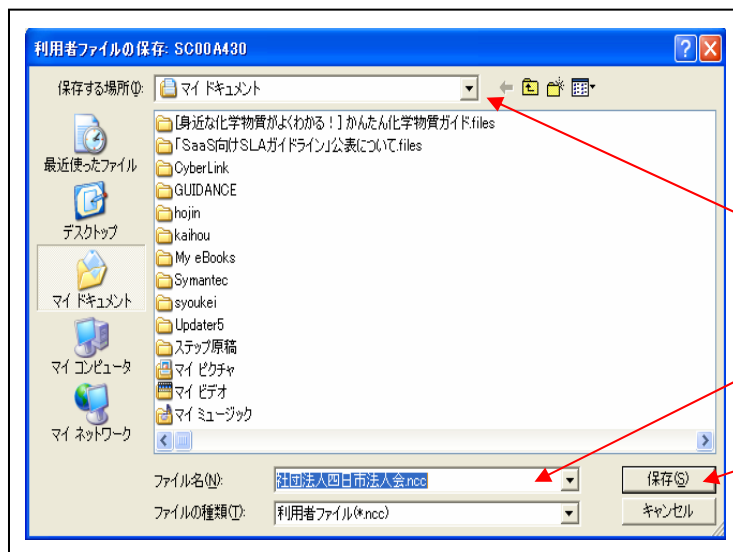 利用者ファイルの保存: SC00A430
保存する場所(I):
マイ ドキュメント
最近使ったファイル
デスクトップ
マイ ドキュメント
マイ コンピュータ
マイ ネットワーク
[身近な化学物質がよくわかる!]かんたん化学物質ガイド.files
「SaaS向けSLAガイドライン」公表について.files
CyberLink
GUIDANCE
hojin
kaihou
My eBooks
Symantec
syoukei
Updater5
ステップ原稿
マイ ピクチャ
マイ ビデオ
マイ ミュージック
ファイル名(N):
社団法人四日市法人会.ncc
保存(S)
ファイルの種類(T):
利用者ファイル(*.ncc)
キャンセル